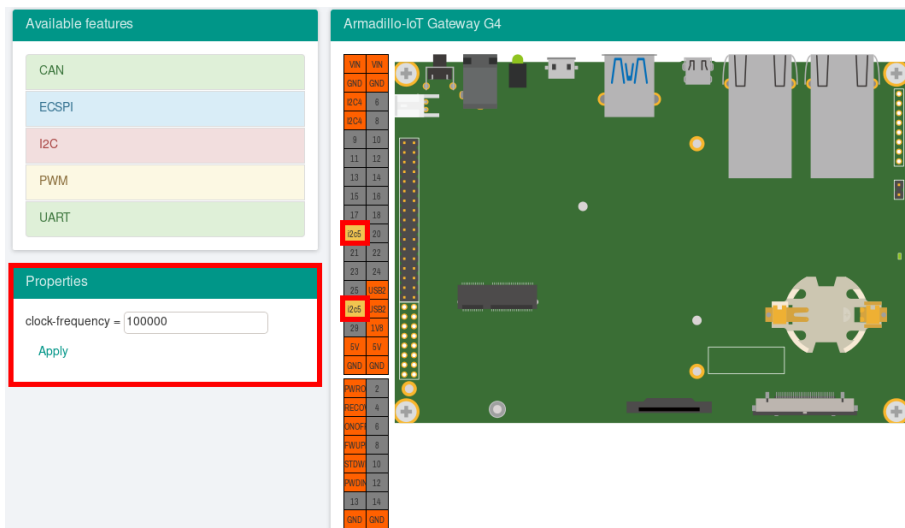 Available features
CAN
ECSPI
I2C
PWM
UART
Properties
clock-frequency = 100000
Apply
Armadillo-IoT Gateway G4
VIN VIN
GND GND
I2C4 6
I2C4 8
9 10
11 12
13 14
15 16
17 18
i2c5 20
21 22
23 24
25 USB2
i2c5 USB2
29 1V8
5V 5V
GND GND
PWRO 2
RECO 4
ONOF 6
FWUP 8
STDW 10
PWDIN 12
13 14
GND GND